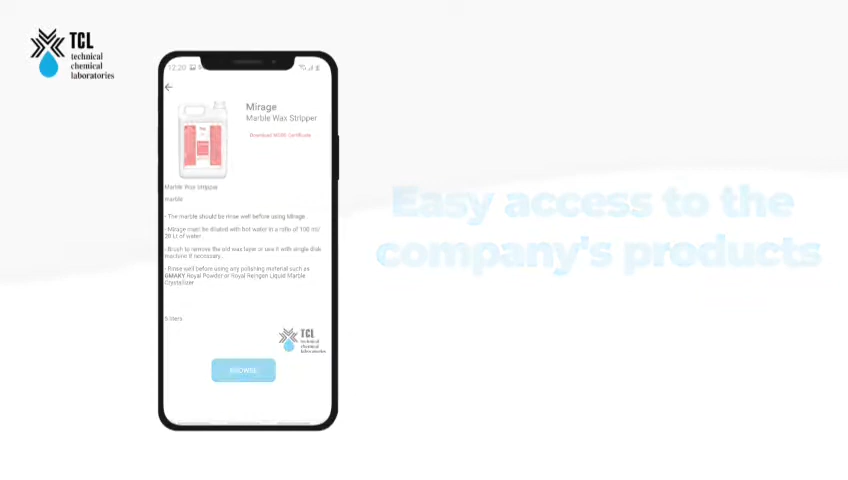 TCL
technical
chemical
laboratories
12:20
Mirage
Marble Wax Stripper
Download MSDS Certificate
Marble Wax Stripper
marble
- The marble should be rinse well before using Mirage .
- Mirage must be diluted with hot water in a ratio of 100 ml/
20 Lt of water .
- Brush to remove the old wax layer or use it with single disk
machine if necessary .
- Rinse well before using any polishing material such as
GMAKY Royal Powder or Royal Reingen Liquid Marble
Crystallizer
5 liters
TCL
technical
chemical
laboratories
BROWSE
Easy access to the
company's products